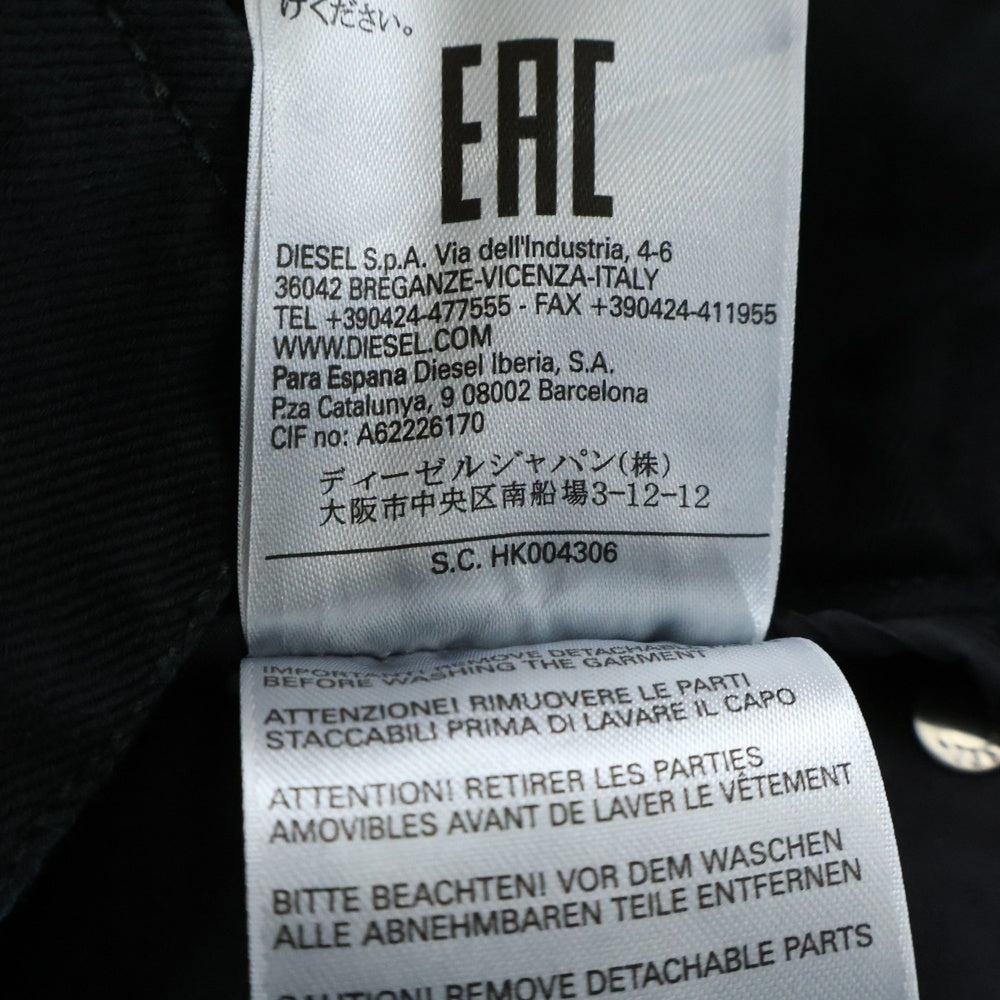 けください。
EAC
DIESEL S.p.A. Via dell'Industria, 4-6
36042 BREGANZE-VICENZA-ITALY
TEL +390424-477555 - FAX +390424-411955
WWW.DIESEL.COM
Para Espana Diesel Iberia, S.A.
P.za Catalunya, 9 08002 Barcelona
CIF no: A62226170
ディーゼルジャパン(株)
大阪市中央区南船場3-12-12
S.C. HK004306
IMPORTANT! REMOVE DETACHABLE
BEFORE WASHING THE GARMENT
ATTENZIONE! RIMUOVERE LE PARTI
STACCABILI PRIMA DI LAVARE IL CAPO
ATTENTION! RETIRER LES PARTIES
AMOVIBLES AVANT DE LAVER LE VÊTEMENT
BITTE BEACHTEN! VOR DEM WASCHEN
ALLE ABNEHMBAREN TEILE ENTFERNEN
CAUTION! REMOVE DETACHABLE PARTS